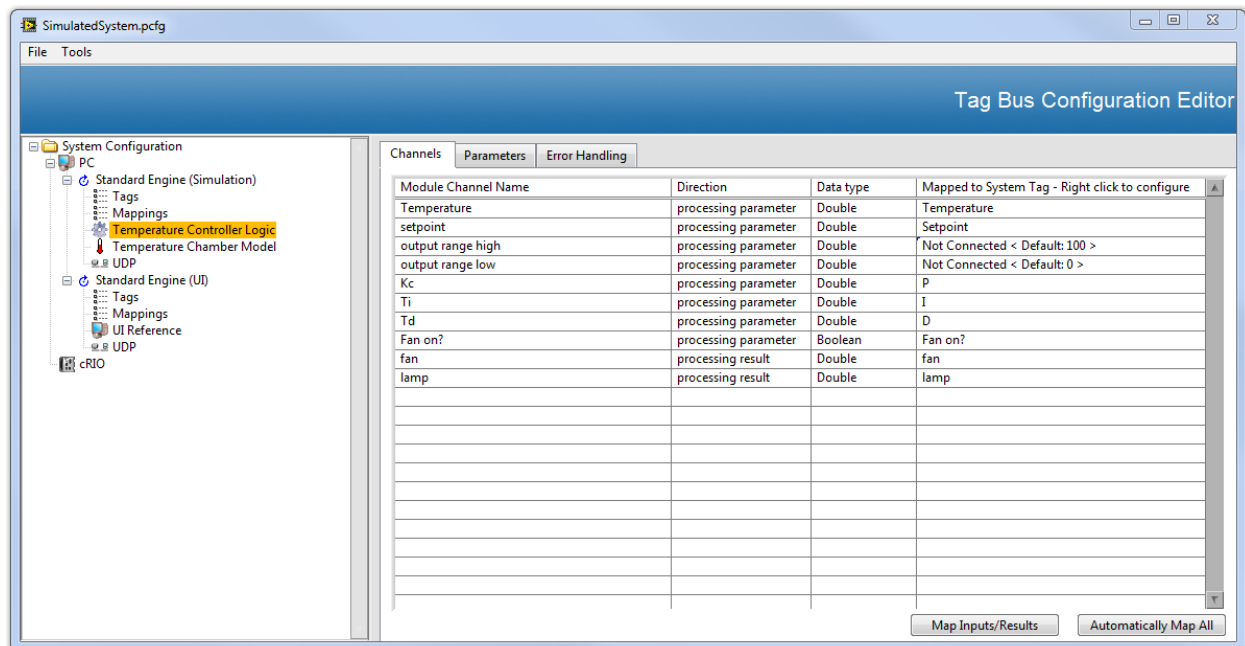 SimulatedSystem.pcfg
File Tools
Tag Bus Configuration Editor
System Configuration
PC
Standard Engine (Simulation)
Tags
Mappings
Temperature Controller Logic
Temperature Chamber Model
UDP
Standard Engine (UI)
Tags
Mappings
UI Reference
UDP
cRIO
Channels Parameters Error Handling
Module Channel Name Direction Data type Mapped to System Tag - Right click to configure
Temperature processing parameter Double Temperature
setpoint processing parameter Double Setpoint
output range high processing parameter Double Not Connected < Default: 100 >
output range low processing parameter Double Not Connected < Default: 0 >
Kc processing parameter Double P
Ti processing parameter Double I
Td processing parameter Double D
Fan on? processing parameter Boolean Fan on?
fan processing result Double fan
lamp processing result Double lamp
Map Inputs/Results Automatically Map All